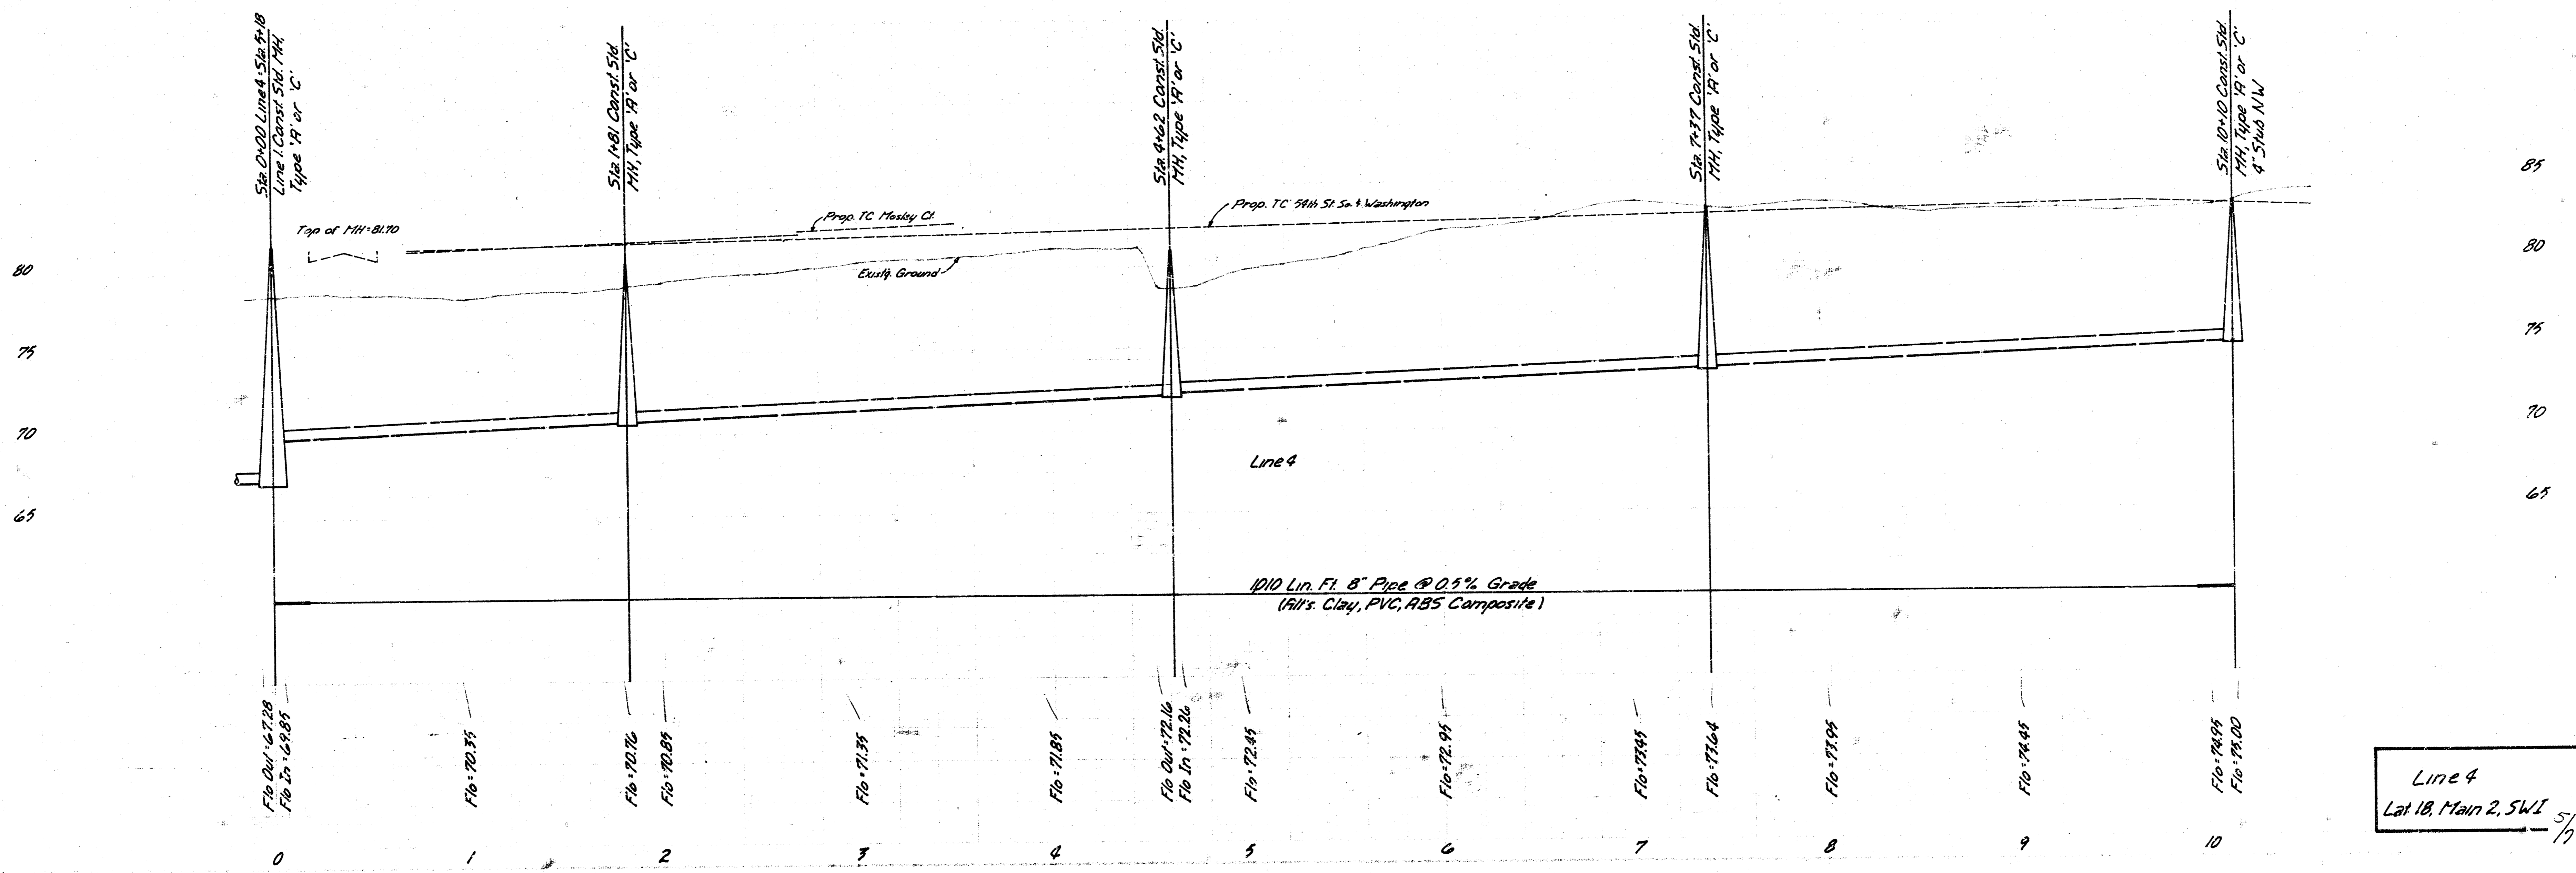 Sta. 0+00 Line 4 = Sta. 5+18
Line 1. Const. Std. MH,
Type 'A' or 'C'
Sta. 1+81 Const. Std.
MH, Type 'A' or 'C'
Sta. 4+62 Const. Std.
MH, Type 'A' or 'C'
Sta. 7+37 Const. Std.
MH, Type 'A' or 'C'
Sta. 10+10 Const. Std.
MH, Type 'A' or 'C'
4" Stub NW
Top of MH = 81.70
Prop. TC Mosley Ct.
Prop. TC 54th St. So. & Washington
Exist'g. Ground
80
75
70
65
85
80
75
70
65
Line 4
1010 Lin. Ft. 8" Pipe @ 0.5% Grade
(Alt's. Clay, PVC, ABS Composite)
Flo Out = 67.28
Flo In = 69.85
Flo = 70.35
Flo = 70.76
Flo = 70.85
Flo = 71.35
Flo = 71.85
Flo Out = 72.16
Flo In = 72.26
Flo = 72.45
Flo = 72.95
Flo = 73.45
Flo = 73.64
Flo = 73.95
Flo = 74.45
Flo = 74.95
Flo = 75.00
0 1 2 3 4 5 6 7 8 9 10
Line 4
Lat. 18, Main 2, SWI
5/7